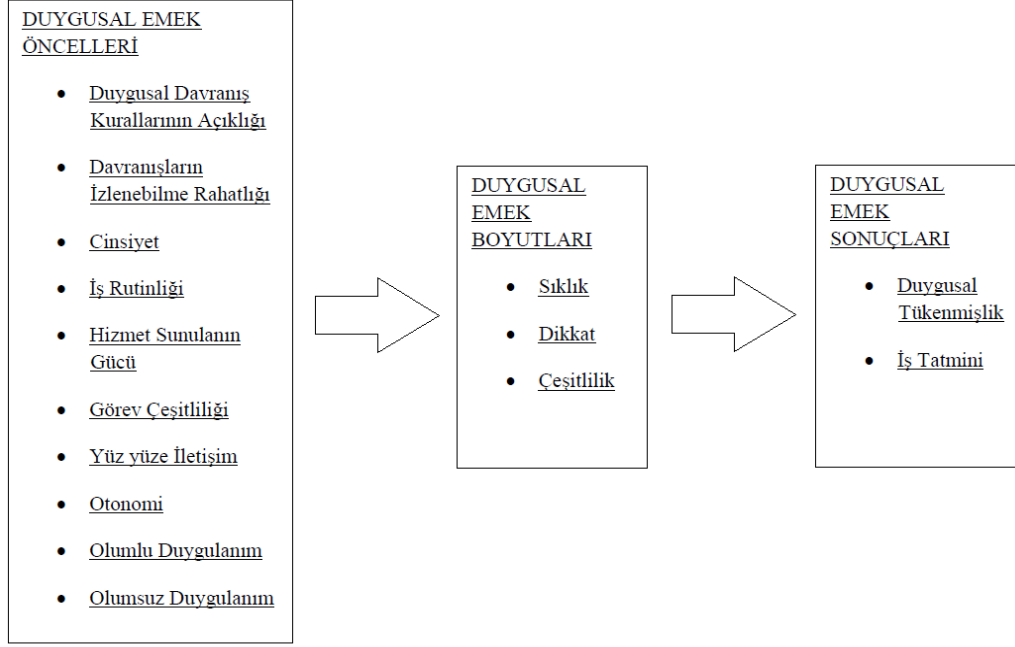 DUYGUSAL EMEK
ÖNCELLERİ
• Duygusal Davranış
Kurallarının Açıklığı
• Davranışların
İzlenebilme Rahatlığı
• Cinsiyet
• İş Rutinliği
• Hizmet Sunulanın
Gücü
• Görev Çeşitliliği
• Yüz yüze İletişim
• Otonomi
• Olumlu Duygulanım
• Olumsuz Duygulanım
DUYGUSAL
EMEK
BOYUTLARI
• Sıklık
• Dikkat
• Çeşitlilik
DUYGUSAL
EMEK
SONUÇLARI
• Duygusal
Tükenmişlik
• İş Tatmini